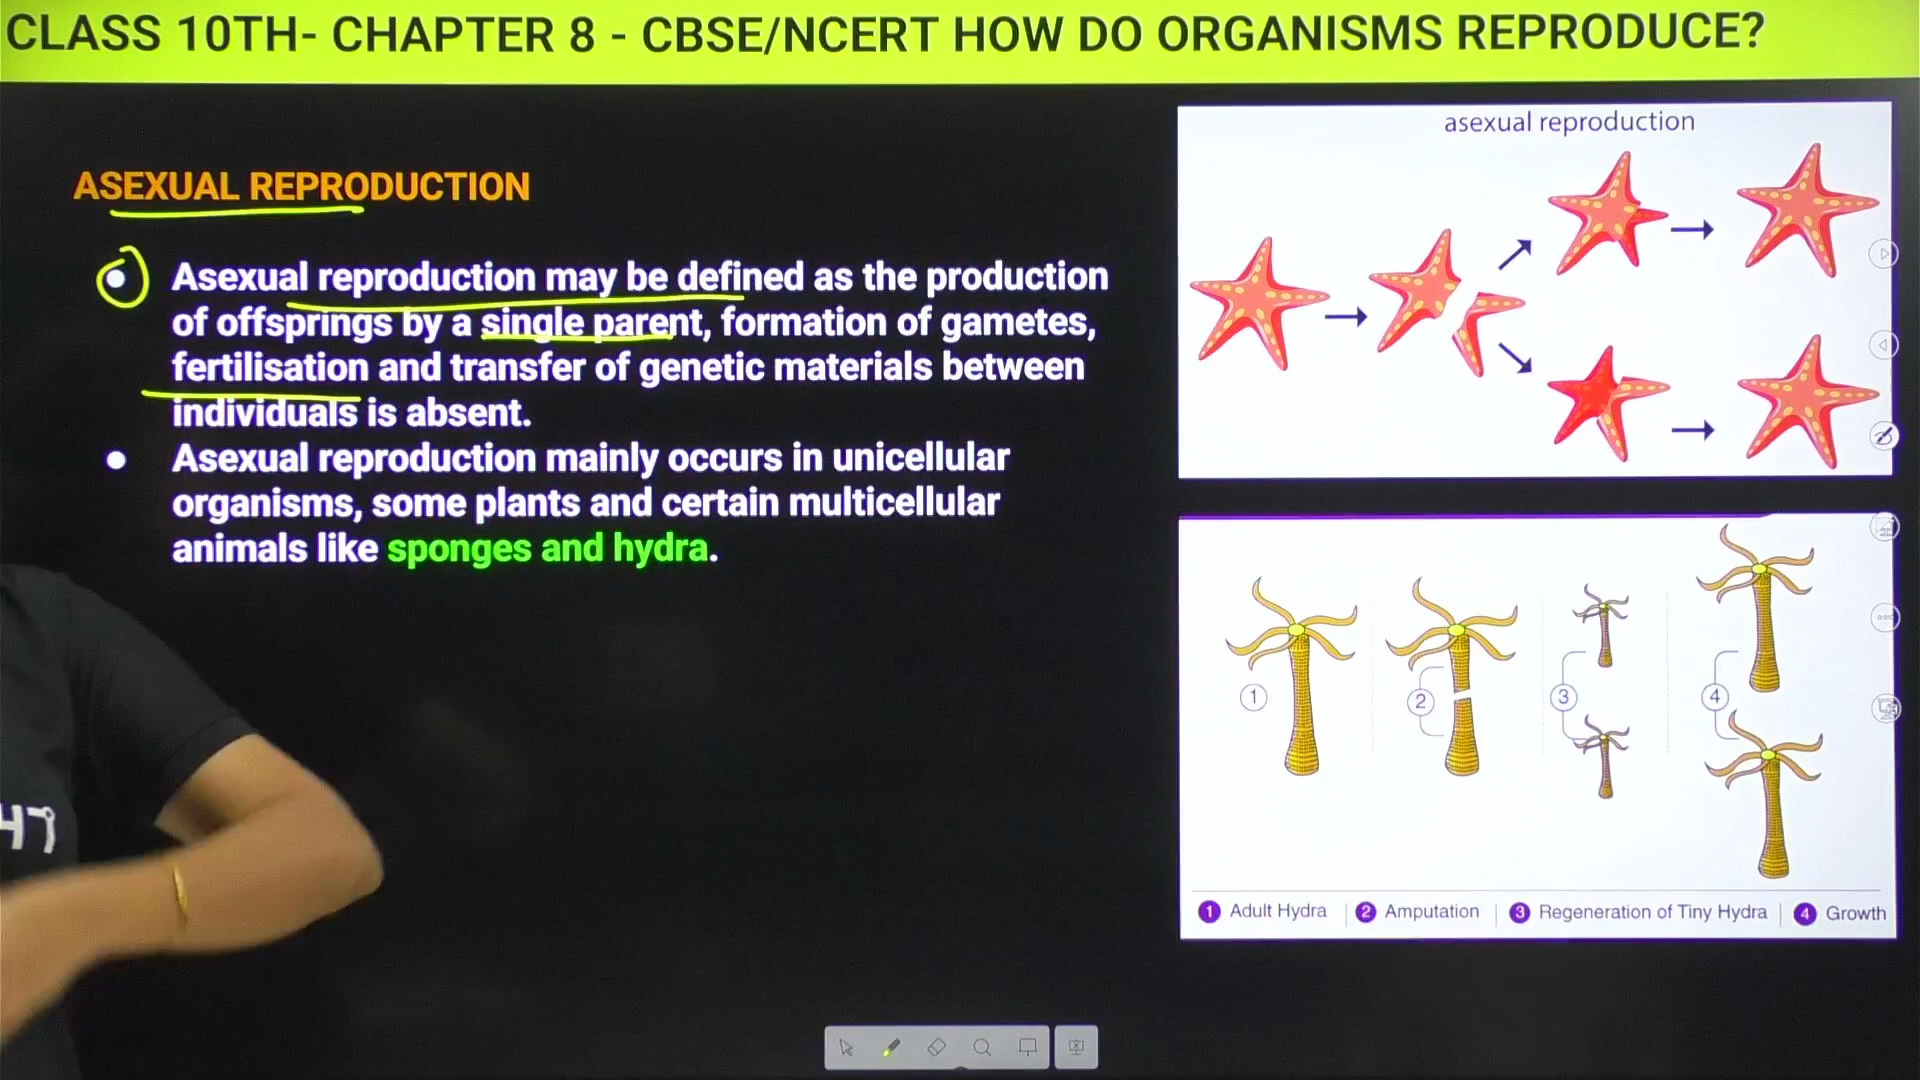 CLASS 10TH- CHAPTER 8 - CBSE/NCERT HOW DO ORGANISMS REPRODUCE?
ASEXUAL REPRODUCTION
Asexual reproduction may be defined as the production
of offsprings by a single parent, formation of gametes,
fertilisation and transfer of genetic materials between
individuals is absent.
Asexual reproduction mainly occurs in unicellular
organisms, some plants and certain multicellular
animals like sponges and hydra.
asexual reproduction
1
2
3
4
1 Adult Hydra
2 Amputation
3 Regeneration of Tiny Hydra
4 Growth